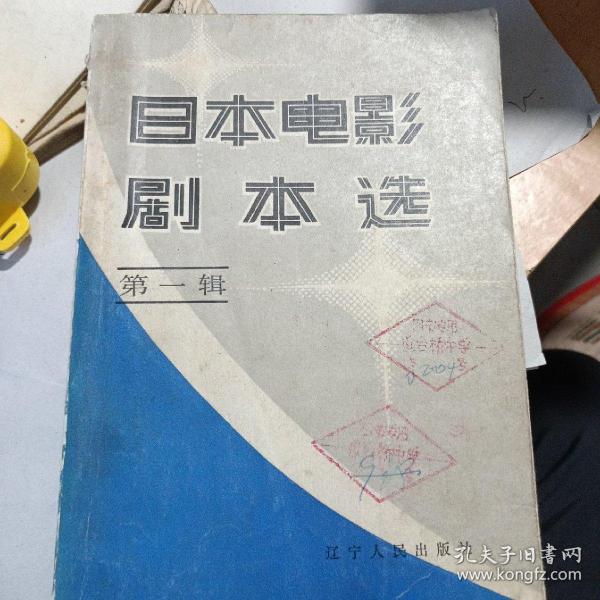 日本电影
剧本选
第一辑
辽宁人民出版社
孔夫子旧书网
www.kongfz.com